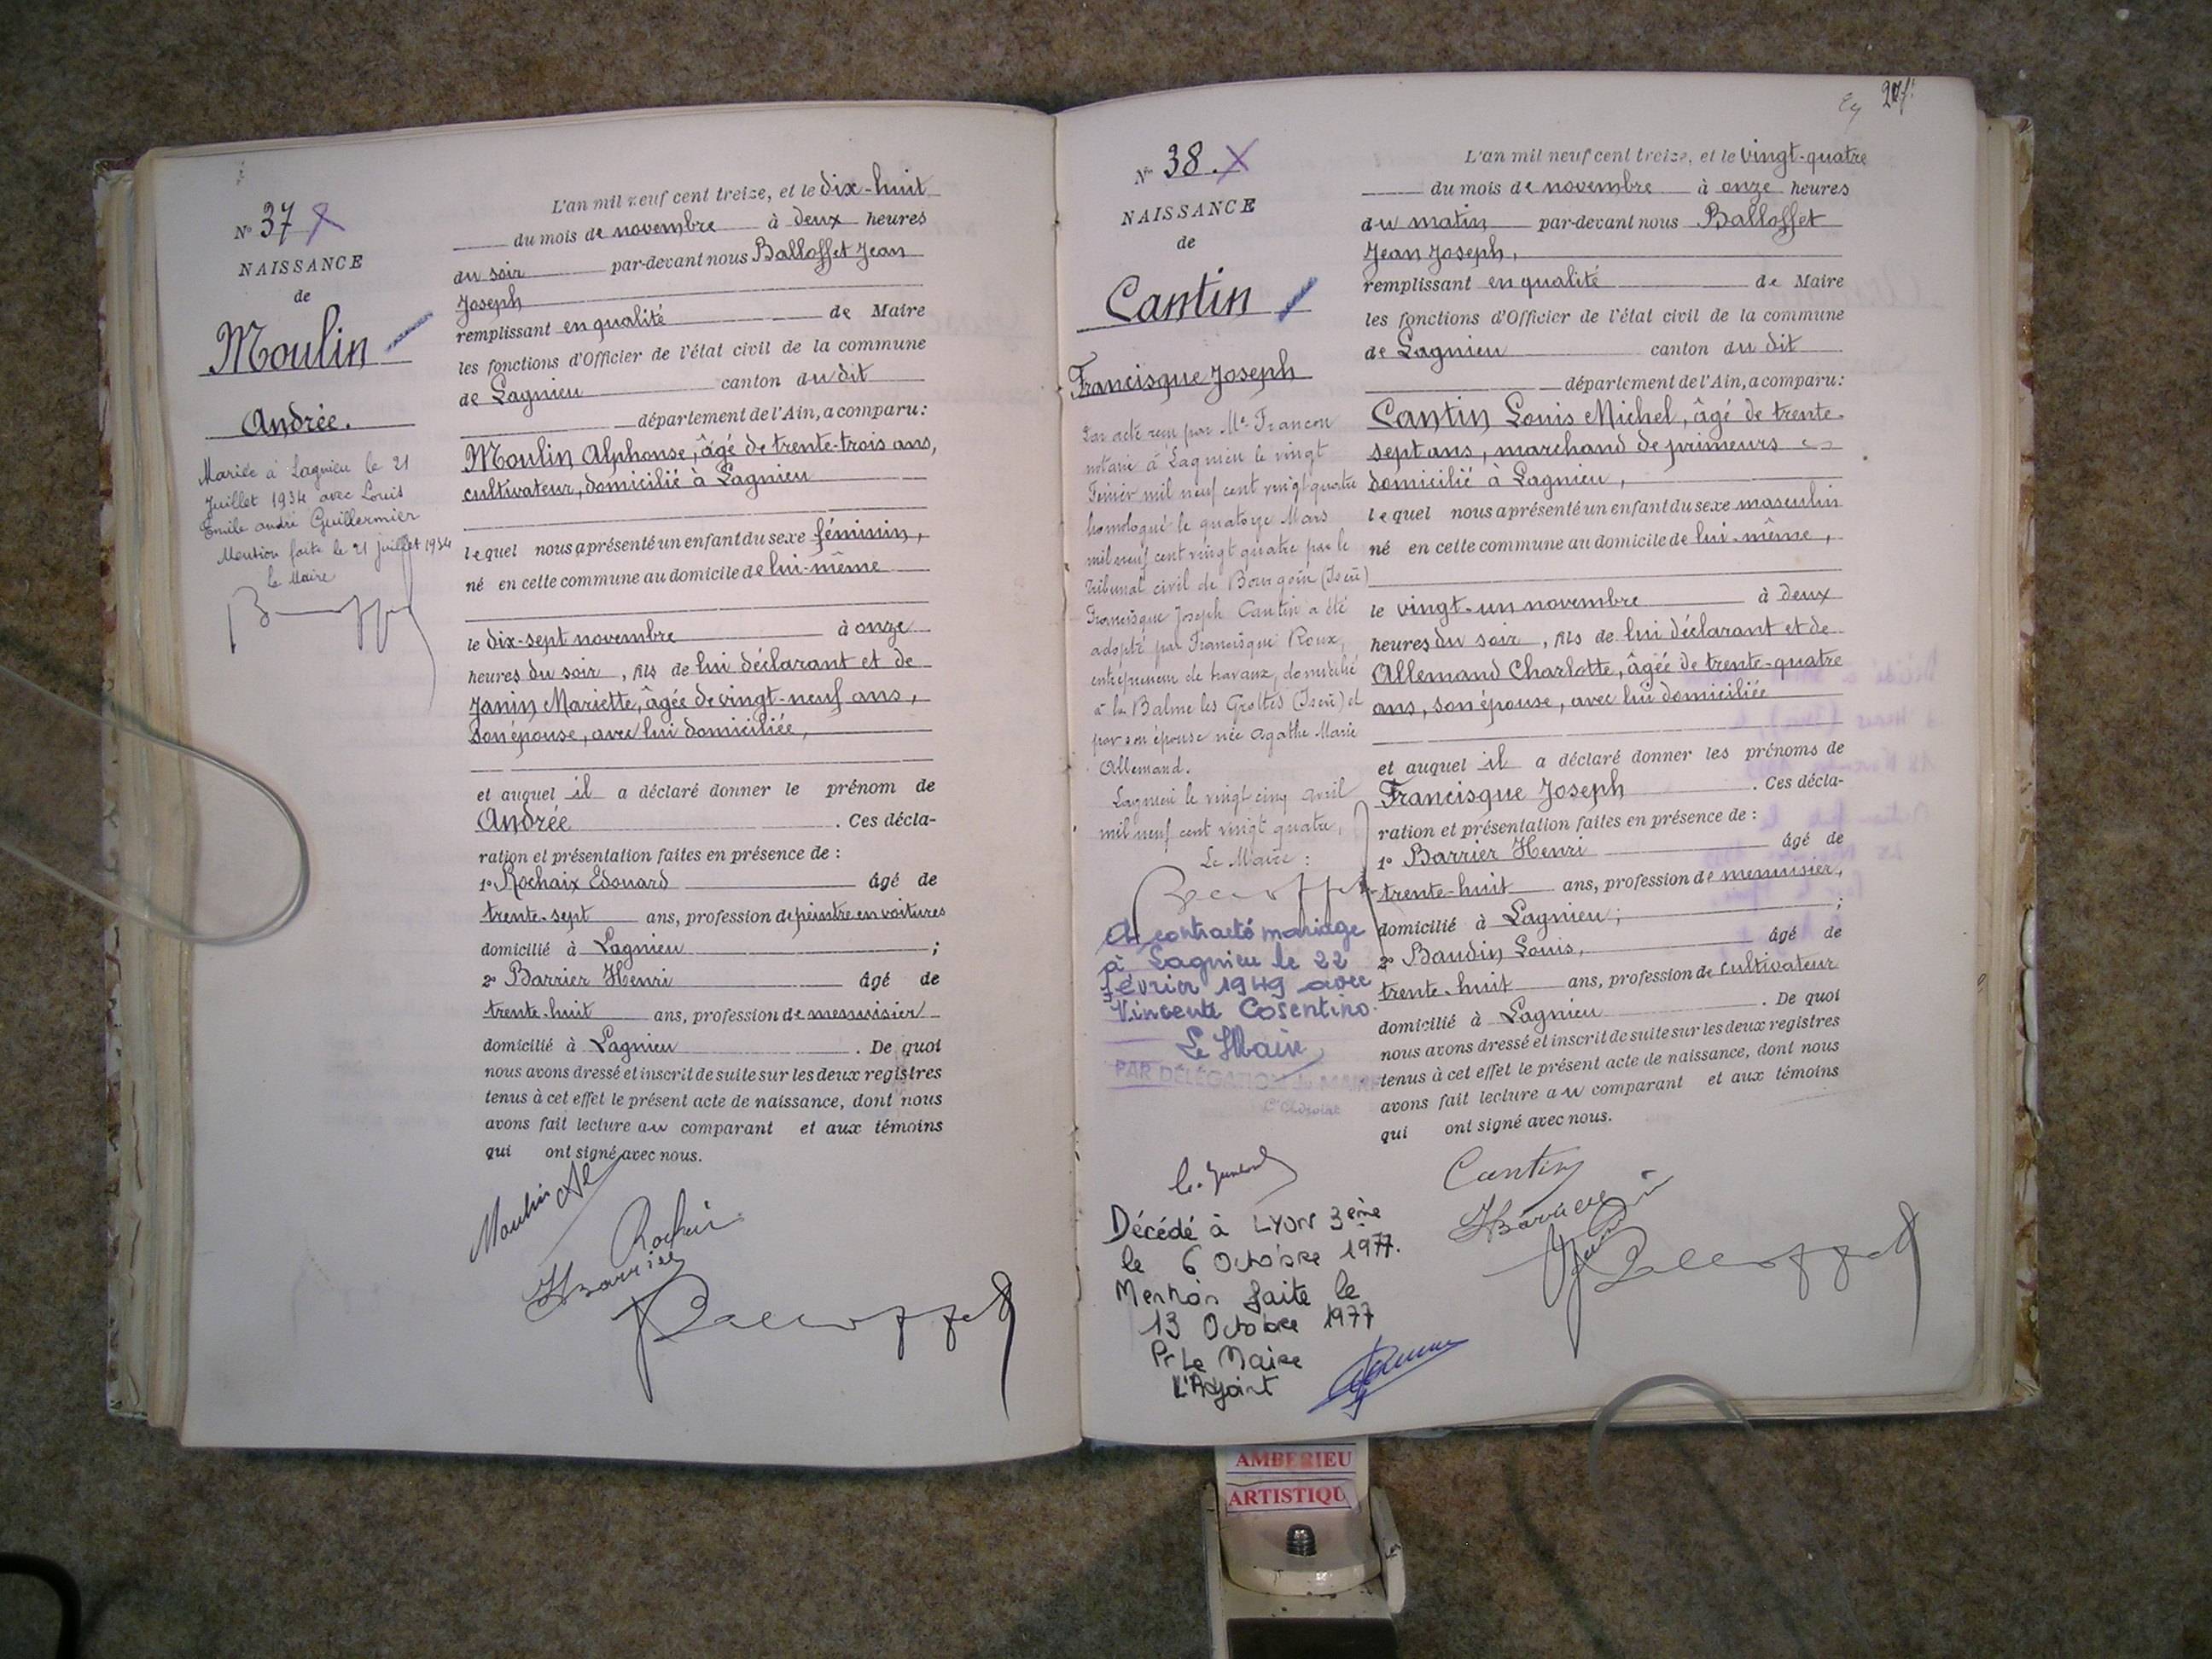 N° 37
NAISSANCE
de
Moulin
Andrée.
Mariée à Lagnieu le 21
Juillet 1934 avec Louis
Emile andré Guillermier
Mention faite le 21 juillet 1934
le Maire
L'an mil neuf cent treize, et le dix-huit
du mois de novembre à deux heures
du soir par-devant nous Balloffet Jean
Joseph
remplissant en qualité de Maire
les fonctions d'Officier de l'état civil de la commune
de Lagnieu canton du dit
département de l'Ain, a comparu:
Moulin Alphonse, âgé de trente-trois ans,
cultivateur, domicilié à Lagnieu
lequel nous a présenté un enfant du sexe féminin,
né en cette commune au domicile de lui-même
le dix-sept novembre à onze
heures du soir, fils de lui déclarant et de
Janin Mariette, âgée de vingt-neuf ans,
son épouse, avec lui domiciliée,
et auquel il a déclaré donner le prénom de
Andrée. Ces décla-
ration et présentation faites en présence de :
1° Rochaix Edouard âgé de
trente-sept ans, profession de peintre en voitures
domicilié à Lagnieu ;
2° Barrier Henri âgé de
trente-huit ans, profession de menuisier
domicilié à Lagnieu. De quoi
nous avons dressé et inscrit de suite sur les deux registres
tenus à cet effet le présent acte de naissance, dont nous
avons fait lecture au comparant et aux témoins
qui ont signé avec nous.
Moulin Al
Rochaix
HBarrier
Balloffet
N° 38.
NAISSANCE
de
Cantin
Francisque Joseph
Par acte reçu par Me Francon
notaire à Lagnieu le vingt
Février mil neuf cent vingt quatre
homologué le quatorze Mars
mil neuf cent vingt quatre par le
Tribunal civil de Bourgoin (Isère)
Francisque Joseph Cantin a été
adopté par Francisque Roux,
entrepreneur de travaux, domicilié
à la Balme les Grottes (Isère) et
par son épouse née Agathe Marie
Allemand.
Lagnieu le vingt cinq avril
mil neuf cent vingt quatre,
Le Maire :
A contracté mariage
à Lagnieu le 22
février 1949 avec
Vincente Cosentino.
Le Maire
PAR DÉLÉGATION du MAIRE
L'Adjoint
Décédé à LYON 3ème
le 6 Octobre 1977.
Mention faite le
13 Octobre 1977
Pr Le Maire
L'Adjoint
L'an mil neuf cent treize, et le vingt-quatre
du mois de novembre à onze heures
du matin par-devant nous Balloffet
Jean Joseph,
remplissant en qualité de Maire
les fonctions d'Officier de l'état civil de la commune
de Lagnieu canton du dit
département de l'Ain, a comparu:
Cantin Louis Michel, âgé de trente-
sept ans, marchand de primeurs
domicilié à Lagnieu,
lequel nous a présenté un enfant du sexe masculin
né en cette commune au domicile de lui-même,
le vingt-un novembre à deux
heures du soir, fils de lui déclarant et de
Allemand Charlotte, âgée de trente-quatre
ans, son épouse, avec lui domiciliée
et auquel il a déclaré donner les prénoms de
Francisque Joseph. Ces décla-
ration et présentation faites en présence de :
1° Barrier Henri âgé de
trente-huit ans, profession de menuisier,
domicilié à Lagnieu; ;
2° Baudin Louis, âgé de
trente-huit ans, profession de cultivateur
domicilié à Lagnieu. De quoi
nous avons dressé et inscrit de suite sur les deux registres
tenus à cet effet le présent acte de naissance, dont nous
avons fait lecture au comparant et aux témoins
qui ont signé avec nous.
Cantin
HBarrier
Balloffet
AMBERIEU
ARTISTIQU